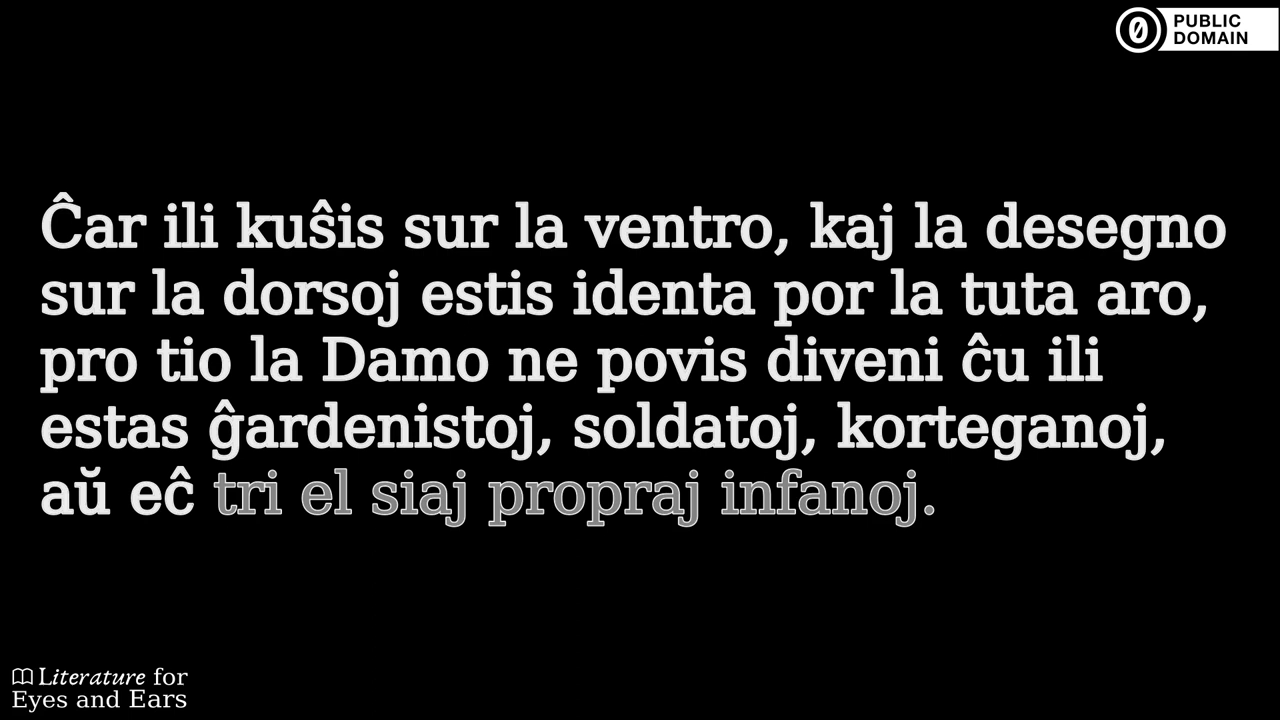 PUBLIC
DOMAIN
Ĉar ili kuŝis sur la ventro, kaj la desegno
sur la dorsoj estis identa por la tuta aro,
pro tio la Damo ne povis diveni ĉu ili
estas ĝardenistoj, soldatoj, korteganoj,
aŭ eĉ tri el siaj propraj infanoj.
Literature for
Eyes and Ears